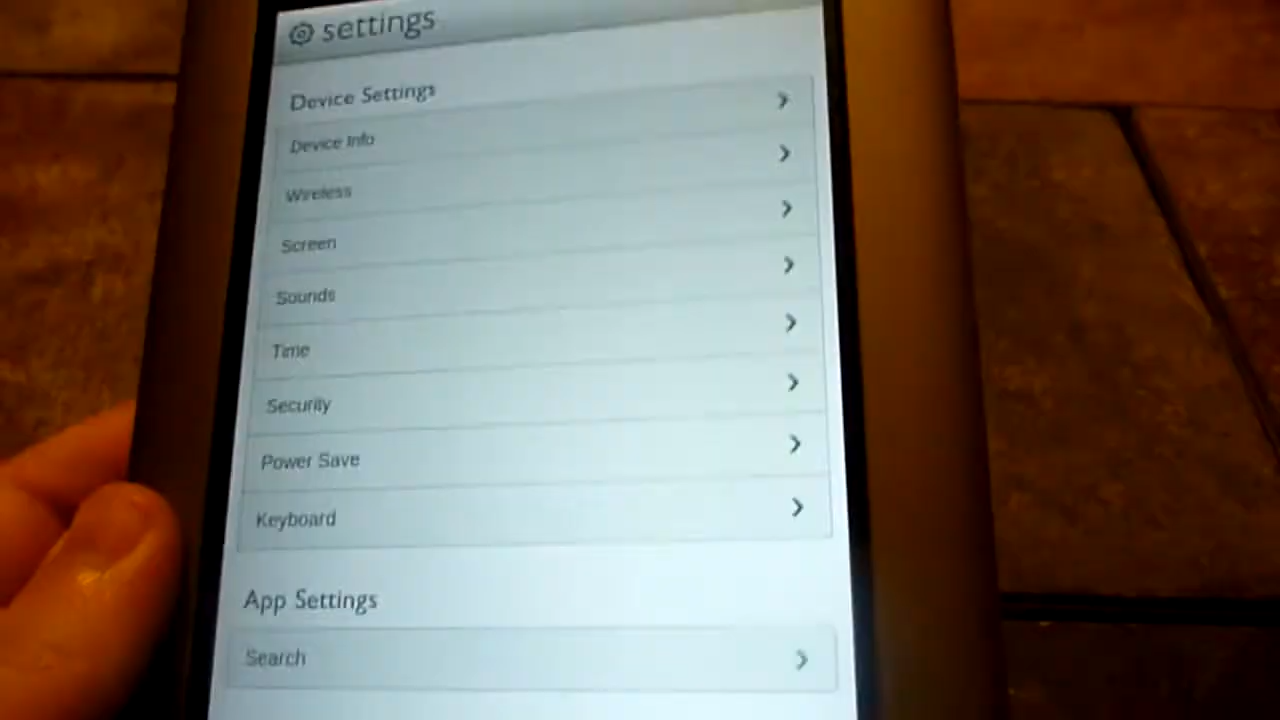 settings
Device Settings
Device Info
Wireless
Screen
Sounds
Time
Security
Power Save
Keyboard
App Settings
Search